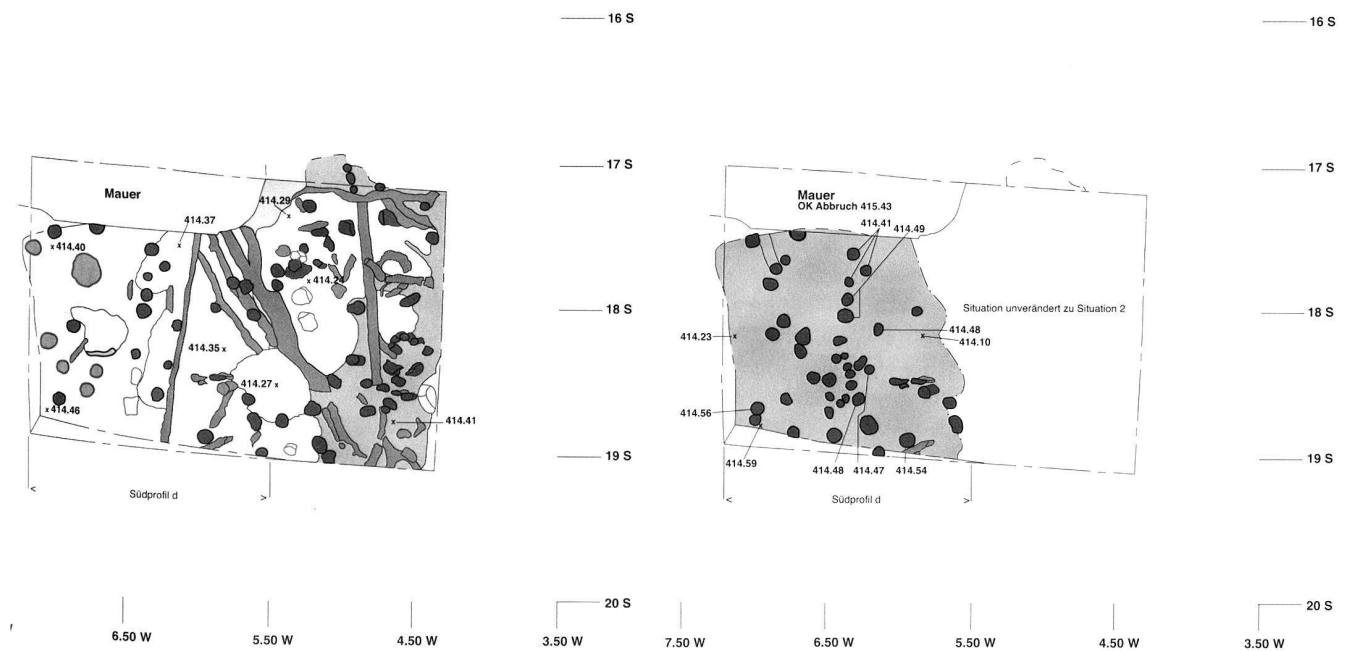 16 S
17 S
Mauer
414.29
414.37
414.40
414.24
18 S
414.35
414.27
414.46
414.41
19 S
Südprofil d
20 S
6.50 W
5.50 W
4.50 W
3.50 W
16 S
17 S
Mauer
OK Abbruch 415.43
414.41
414.49
Situation unverändert zu Situation 2
18 S
414.23
414.48
414.10
414.56
414.59
414.48
414.47
414.54
19 S
Südprofil d
20 S
7.50 W
6.50 W
5.50 W
4.50 W
3.50 W